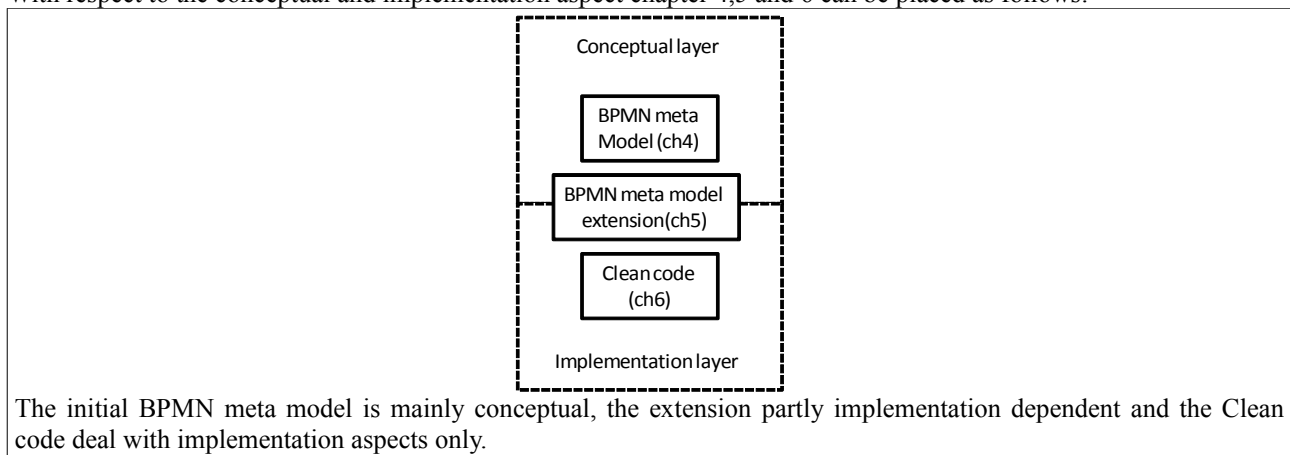 With respect to the conceptual and implementation aspect chapter 4,5 and 6 can be placed as follows:
Conceptual layer
BPMN meta
Model (ch4)
BPMN meta model
extension(ch5)
Clean code
(ch6)
Implementation layer
The initial BPMN meta model is mainly conceptual, the extension partly implementation dependent and the Clean
code deal with implementation aspects only.